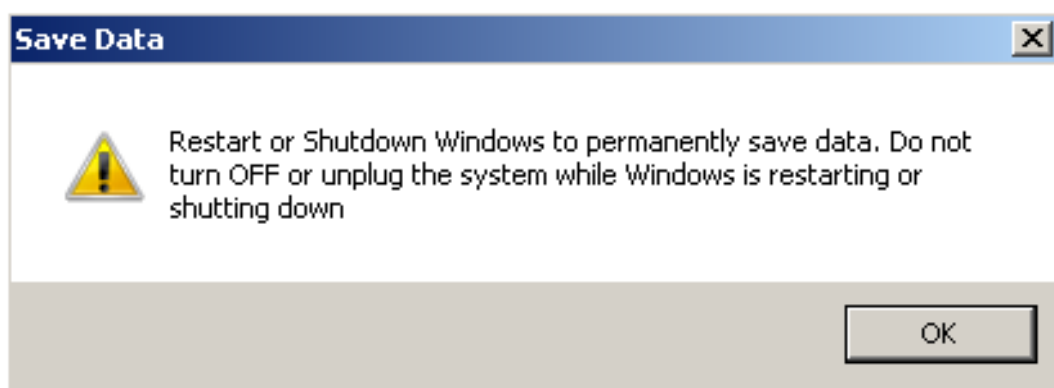 Save Data
Restart or Shutdown Windows to permanently save data. Do not
turn OFF or unplug the system while Windows is restarting or
shutting down
OK